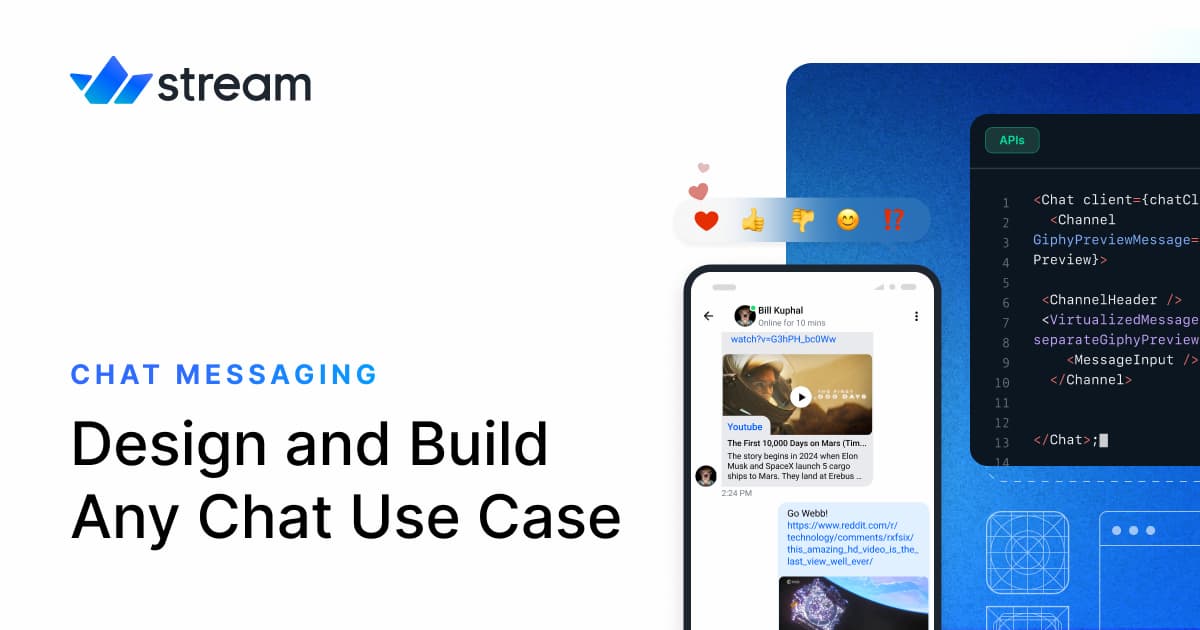 stream
CHAT MESSAGING
Design and Build
Any Chat Use Case
Bill Kuphal
Online for 10 mins
watch?v=G3hPH_bc0Ww
THE FIRST
Youtube
The First 10,000 Days on Mars (Tim...
The story begins in 2024 when Elon
Musk and SpaceX launch 5 cargo
ships to Mars. They land at Erebus ...
2:24 PM
Go Webb!
https://www.reddit.com/r/
technology/comments/rxfsix/
this_amazing_hd_video_is_the_
last_view_well_ever/
APIs
1 <Chat client={chatCl
2 <Channel
3 GiphyPreviewMessage=
4 Preview}>
5
6 <ChannelHeader />
7 <VirtualizedMessage
8 separateGiphyPreview
9 <MessageInput />
10 </Channel>
11
12
13 </Chat>;
14